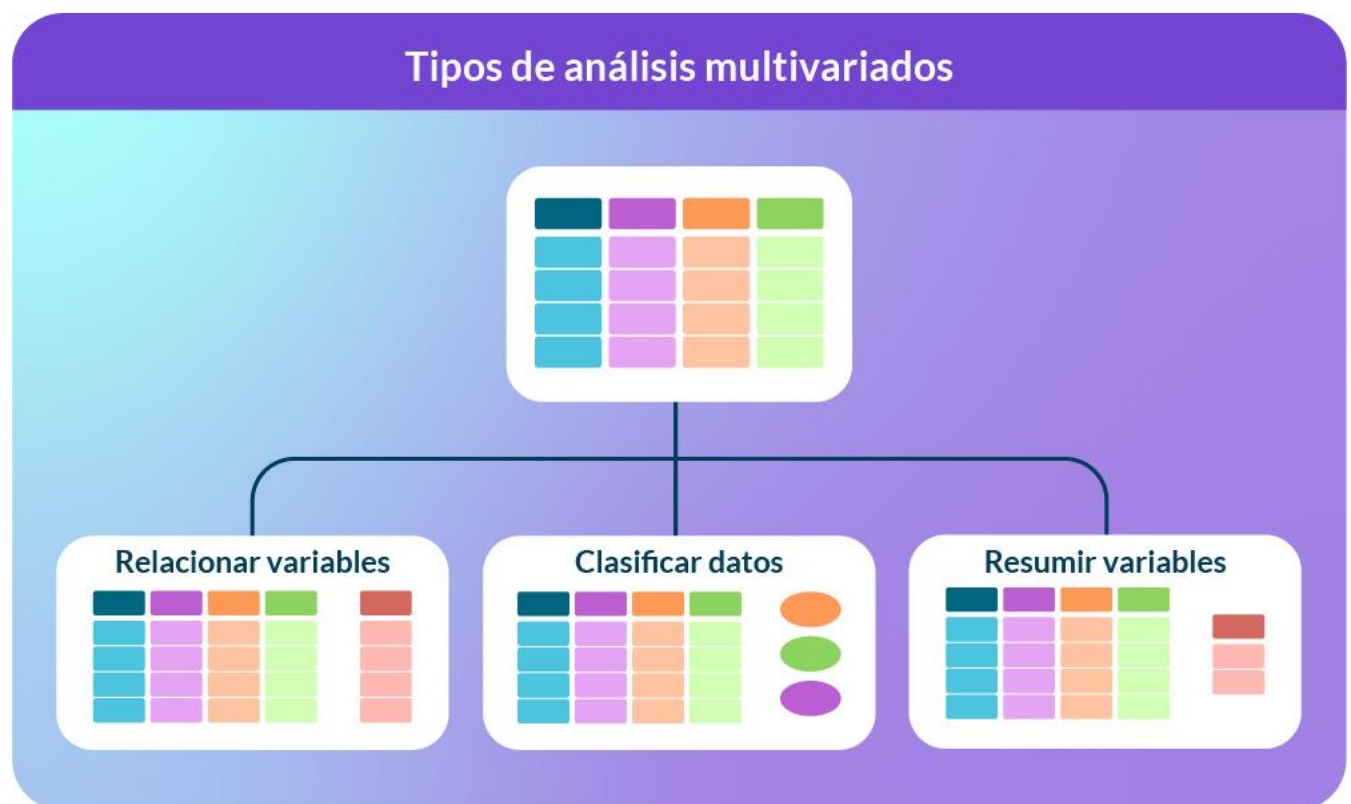 Tipos de análisis multivariados
Relacionar variables
Clasificar datos
Resumir variables